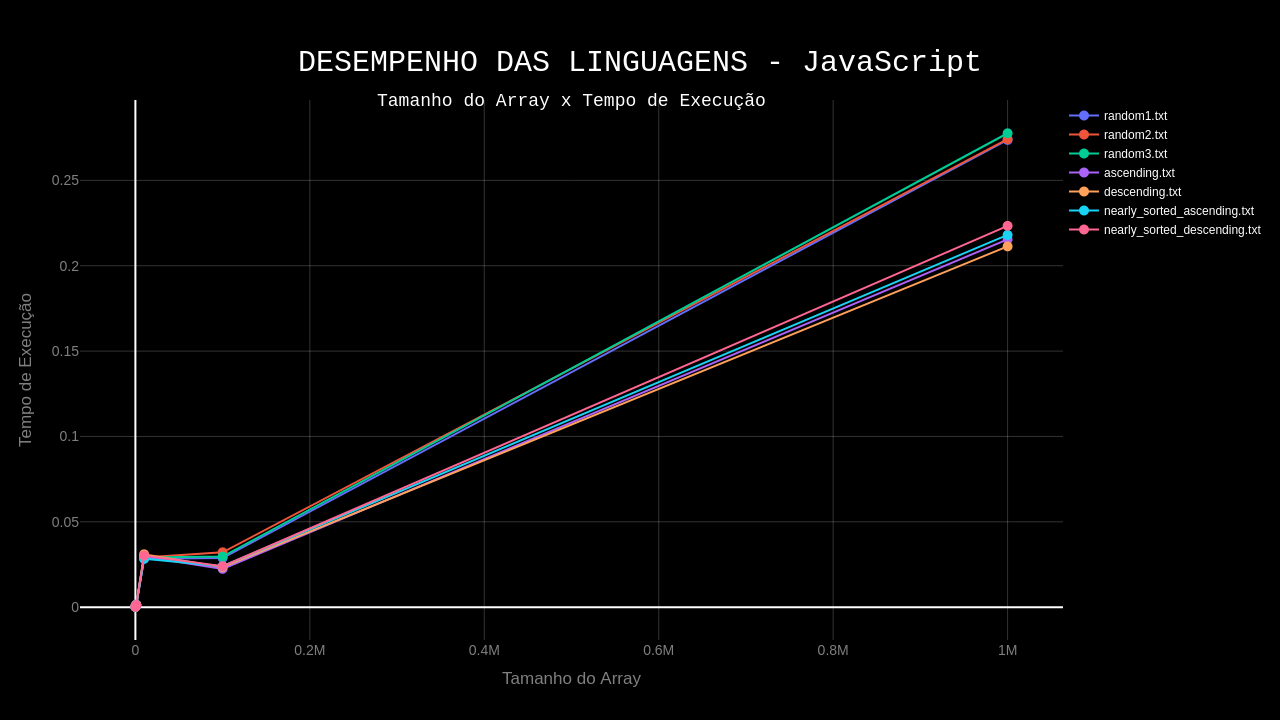 DESEMPENHO DAS LINGUAGENS - JavaScript
Tamanho do Array x Tempo de Execução
random1.txt
random2.txt
random3.txt
ascending.txt
descending.txt
nearly_sorted_ascending.txt
nearly_sorted_descending.txt
Tempo de Execução
0.25
0.2
0.15
0.1
0.05
0
0
0.2M
0.4M
0.6M
0.8M
1M
Tamanho do Array